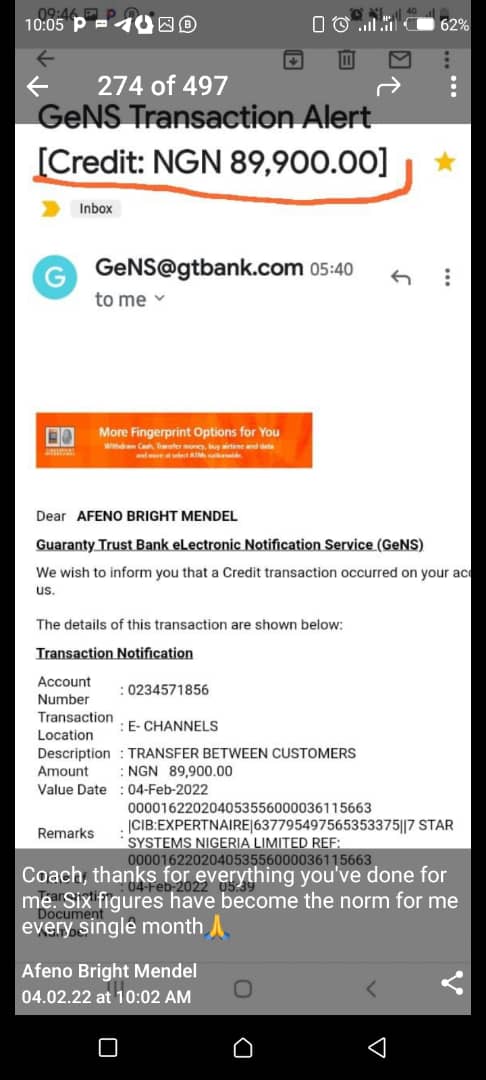 09:46
10:05
62%
274 of 497
GeNS Transaction Alert
[Credit: NGN 89,900.00]
Inbox
G
GeNS@gtbank.com 05:40
to me
More Fingerprint Options for You
Withdraw Cash, Transfer money, buy airtime and data
and more at select ATMs nationwide.
Dear AFENO BRIGHT MENDEL
Guaranty Trust Bank eLectronic Notification Service (GeNS)
We wish to inform you that a Credit transaction occurred on your acc
us.
The details of this transaction are shown below:
Transaction Notification
Account Number : 0234571856
Transaction Location : E- CHANNELS
Description : TRANSFER BETWEEN CUSTOMERS
Amount : NGN 89,900.00
Value Date : 04-Feb-2022
000016220204053556000036115663
|CIB:EXPERTNAIRE|637795497565353375||7 STAR
Remarks :
SYSTEMS NIGERIA LIMITED REF:
000016220204053556000036115663
: 04-Feb-2022 05:39
Document
Coach, thanks for everything you've done for
me. Six figures have become the norm for me
every single month🙏
Afeno Bright Mendel
04.02.22 at 10:02 AM